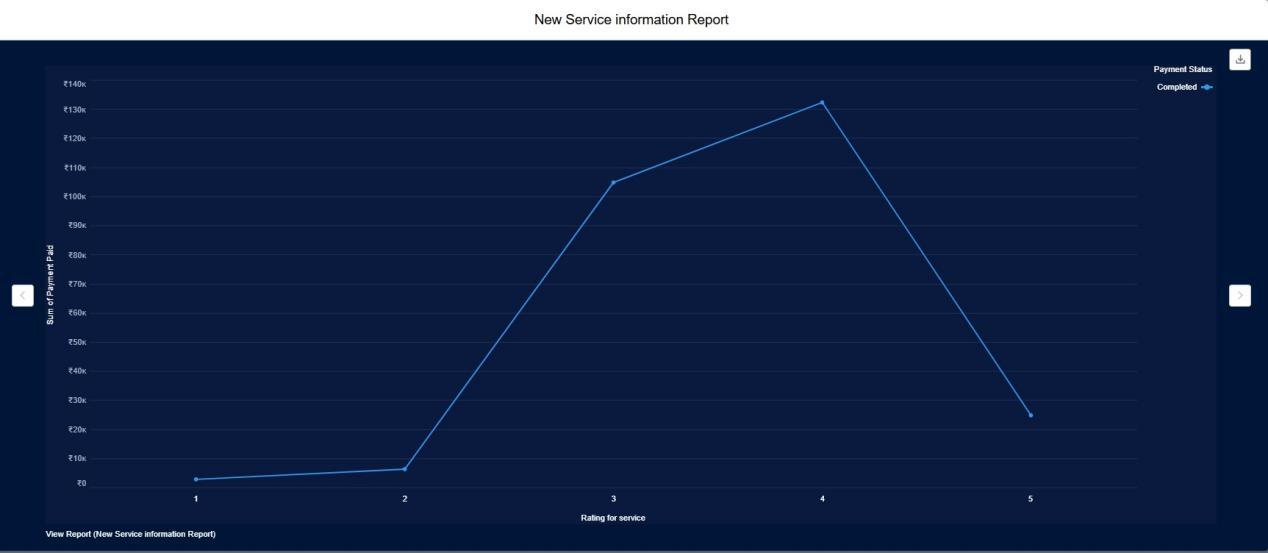 New Service information Report
Payment Status
Completed
₹140K
₹130K
₹120K
₹110K
₹100K
₹90K
₹80K
₹70K
₹60K
₹50K
₹40K
₹30K
₹20K
₹10K
₹0
Sum of Payment Paid
1 2 3 4 5
Rating for service
View Report (New Service information Report)